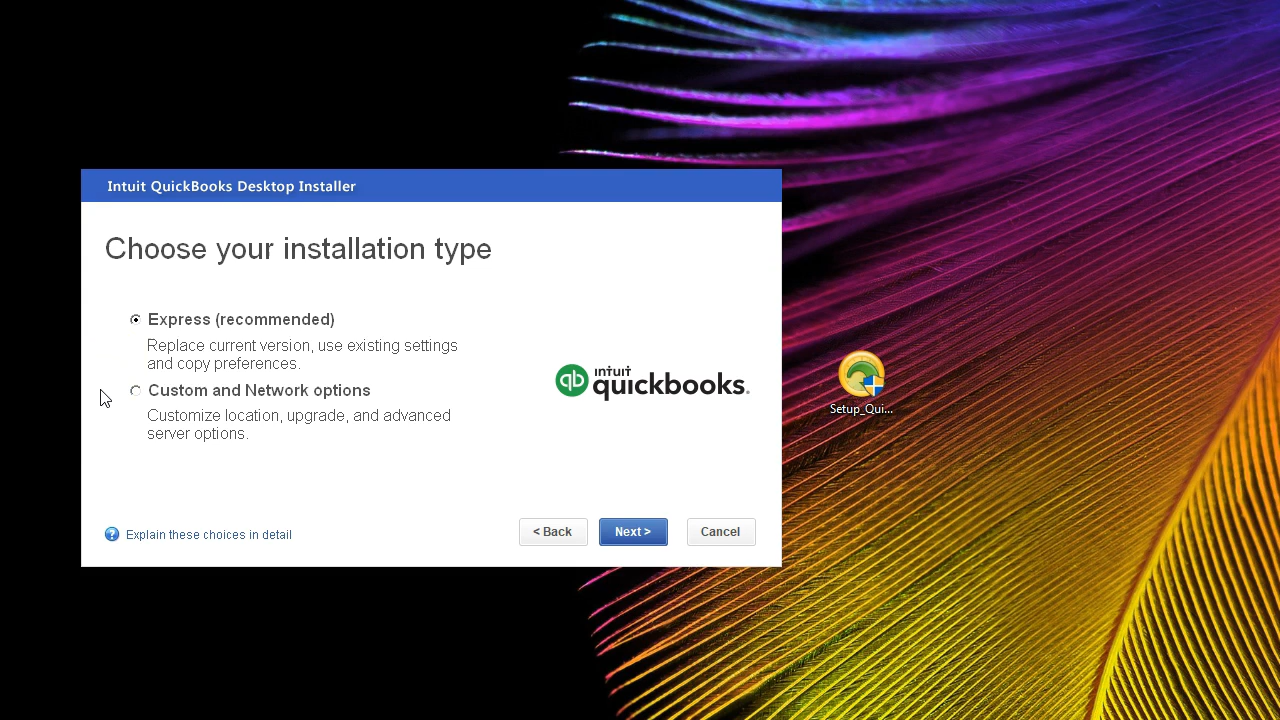 Intuit QuickBooks Desktop Installer
Choose your installation type
Express (recommended)
Replace current version, use existing settings
and copy preferences.
Custom and Network options
Customize location, upgrade, and advanced
server options.
qb intuit
quickbooks.
Setup_Qui...
? Explain these choices in detail
< Back
Next >
Cancel